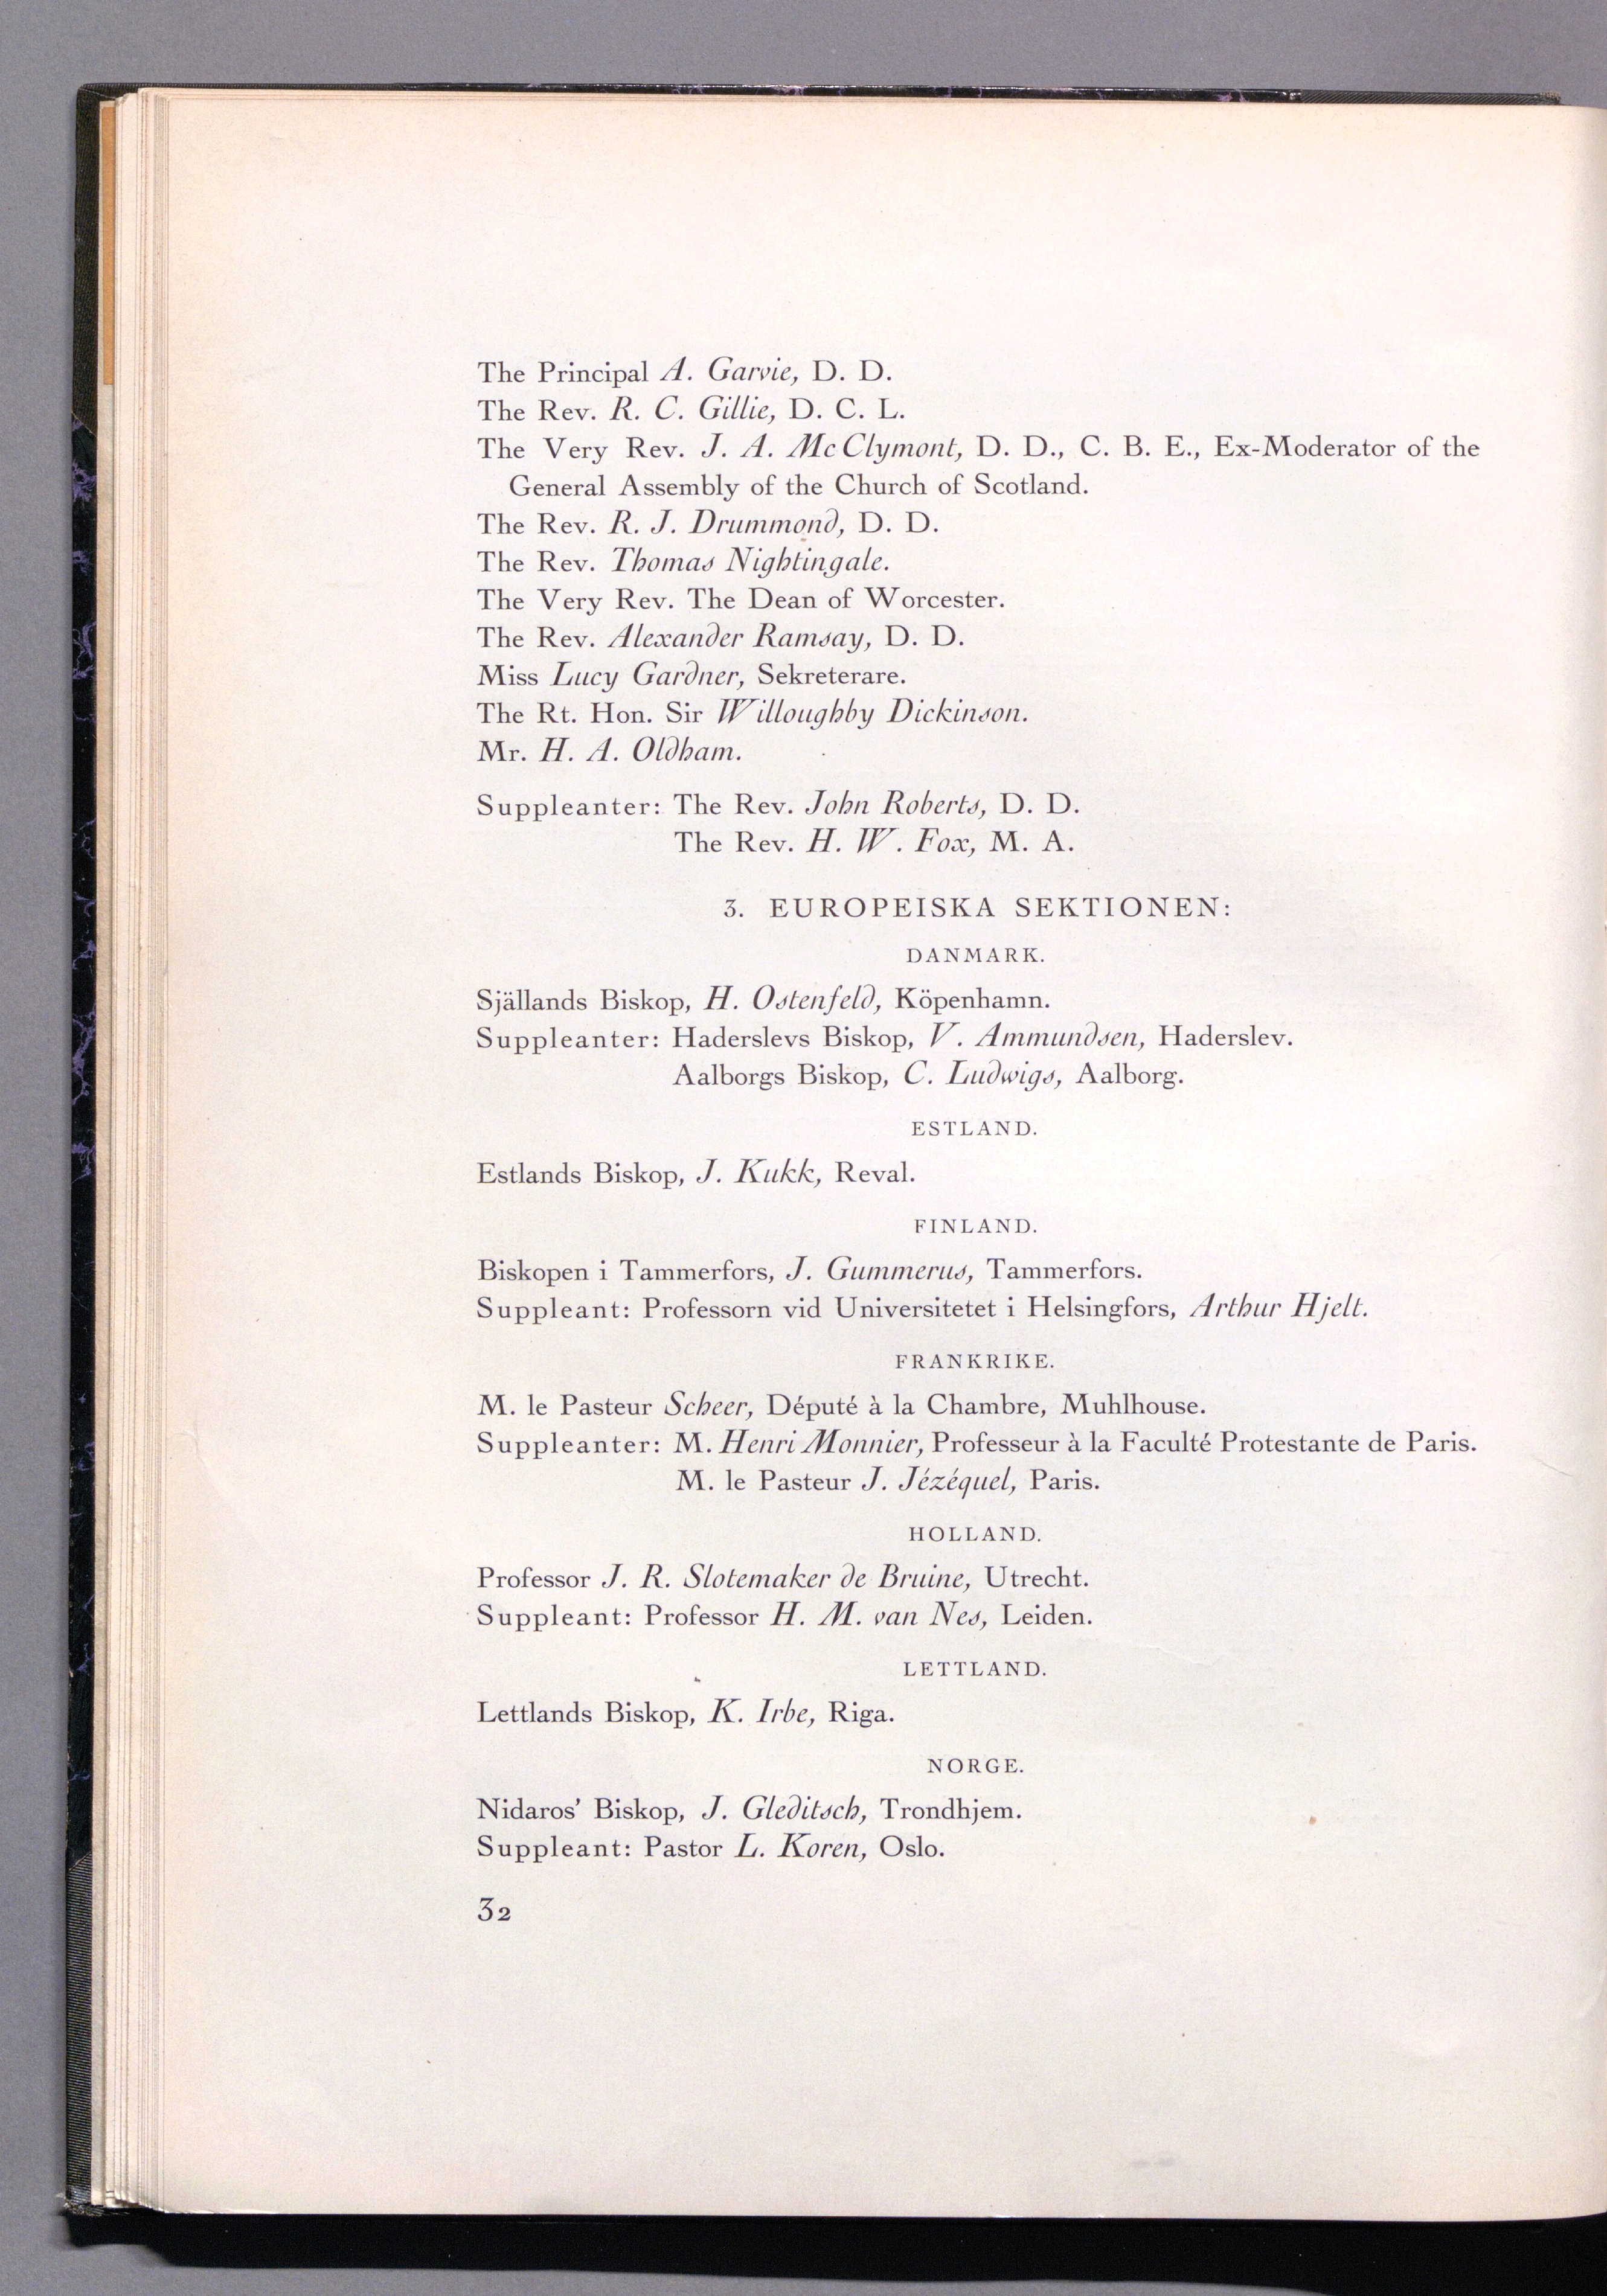 The Principal A. Garvie, D. D.
The Rev. R. C. Gillie, D. C. L.
The Very Rev. J. A. McClymont, D. D., C. B. E., Ex-Moderator of the
General Assembly of the Church of Scotland.
The Rev. R. J. Drummond, D. D.
The Rev. Thomas Nightingale.
The Very Rev. The Dean of Worcester.
The Rev. Alexander Ramsay, D. D.
Miss Lucy Gardner, Sekreterare.
The Rt. Hon. Sir Willoughby Dickinson.
Mr. H. A. Oldham.
Suppleanter: The Rev. John Roberts, D. D.
The Rev. H. W. Fox, M. A.
3. EUROPEISKA SEKTIONEN:
DANMARK.
Själlands Biskop, H. Ostenfeld, Köpenhamn.
Suppleanter: Haderslevs Biskop, V. Ammundsen, Haderslev.
Aalborgs Biskop, C. Ludwigs, Aalborg.
ESTLAND.
Estlands Biskop, J. Kukk, Reval.
FINLAND.
Biskopen i Tammerfors, J. Gummerus, Tammerfors.
Suppleant: Professorn vid Universitetet i Helsingfors, Arthur Hjelt.
FRANKRIKE.
M. le Pasteur Scheer, Député à la Chambre, Muhlhouse.
Suppleanter: M. Henri Monnier, Professeur à la Faculté Protestante de Paris.
M. le Pasteur J. Jézéquel, Paris.
HOLLAND.
Professor J. R. Slotemaker de Bruine, Utrecht.
Suppleant: Professor H. M. van Nes, Leiden.
LETTLAND.
Lettlands Biskop, K. Irbe, Riga.
NORGE.
Nidaros' Biskop, J. Gleditsch, Trondhjem.
Suppleant: Pastor L. Koren, Oslo.
32